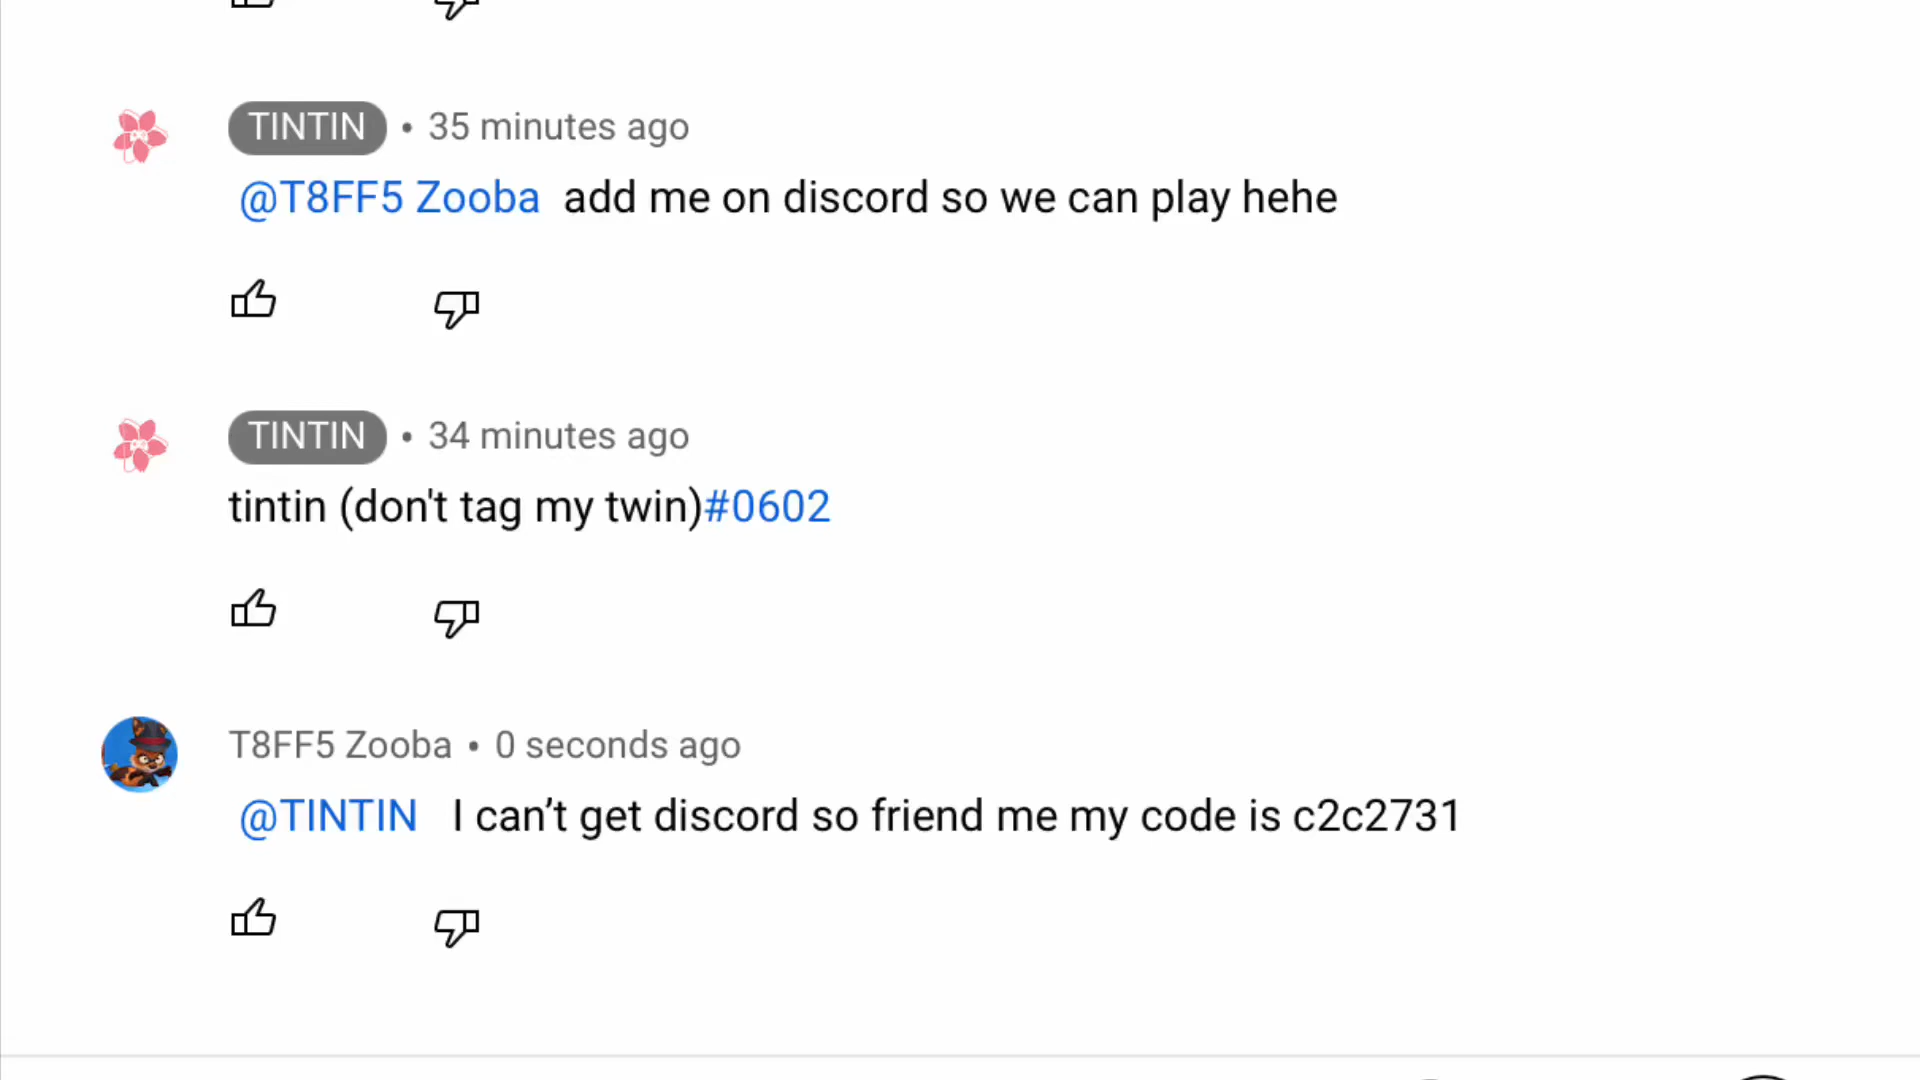 TINTIN • 35 minutes ago
@T8FF5 Zooba add me on discord so we can play hehe
TINTIN • 34 minutes ago
tintin (don't tag my twin)#0602
T8FF5 Zooba • 0 seconds ago
@TINTIN I can’t get discord so friend me my code is c2c2731